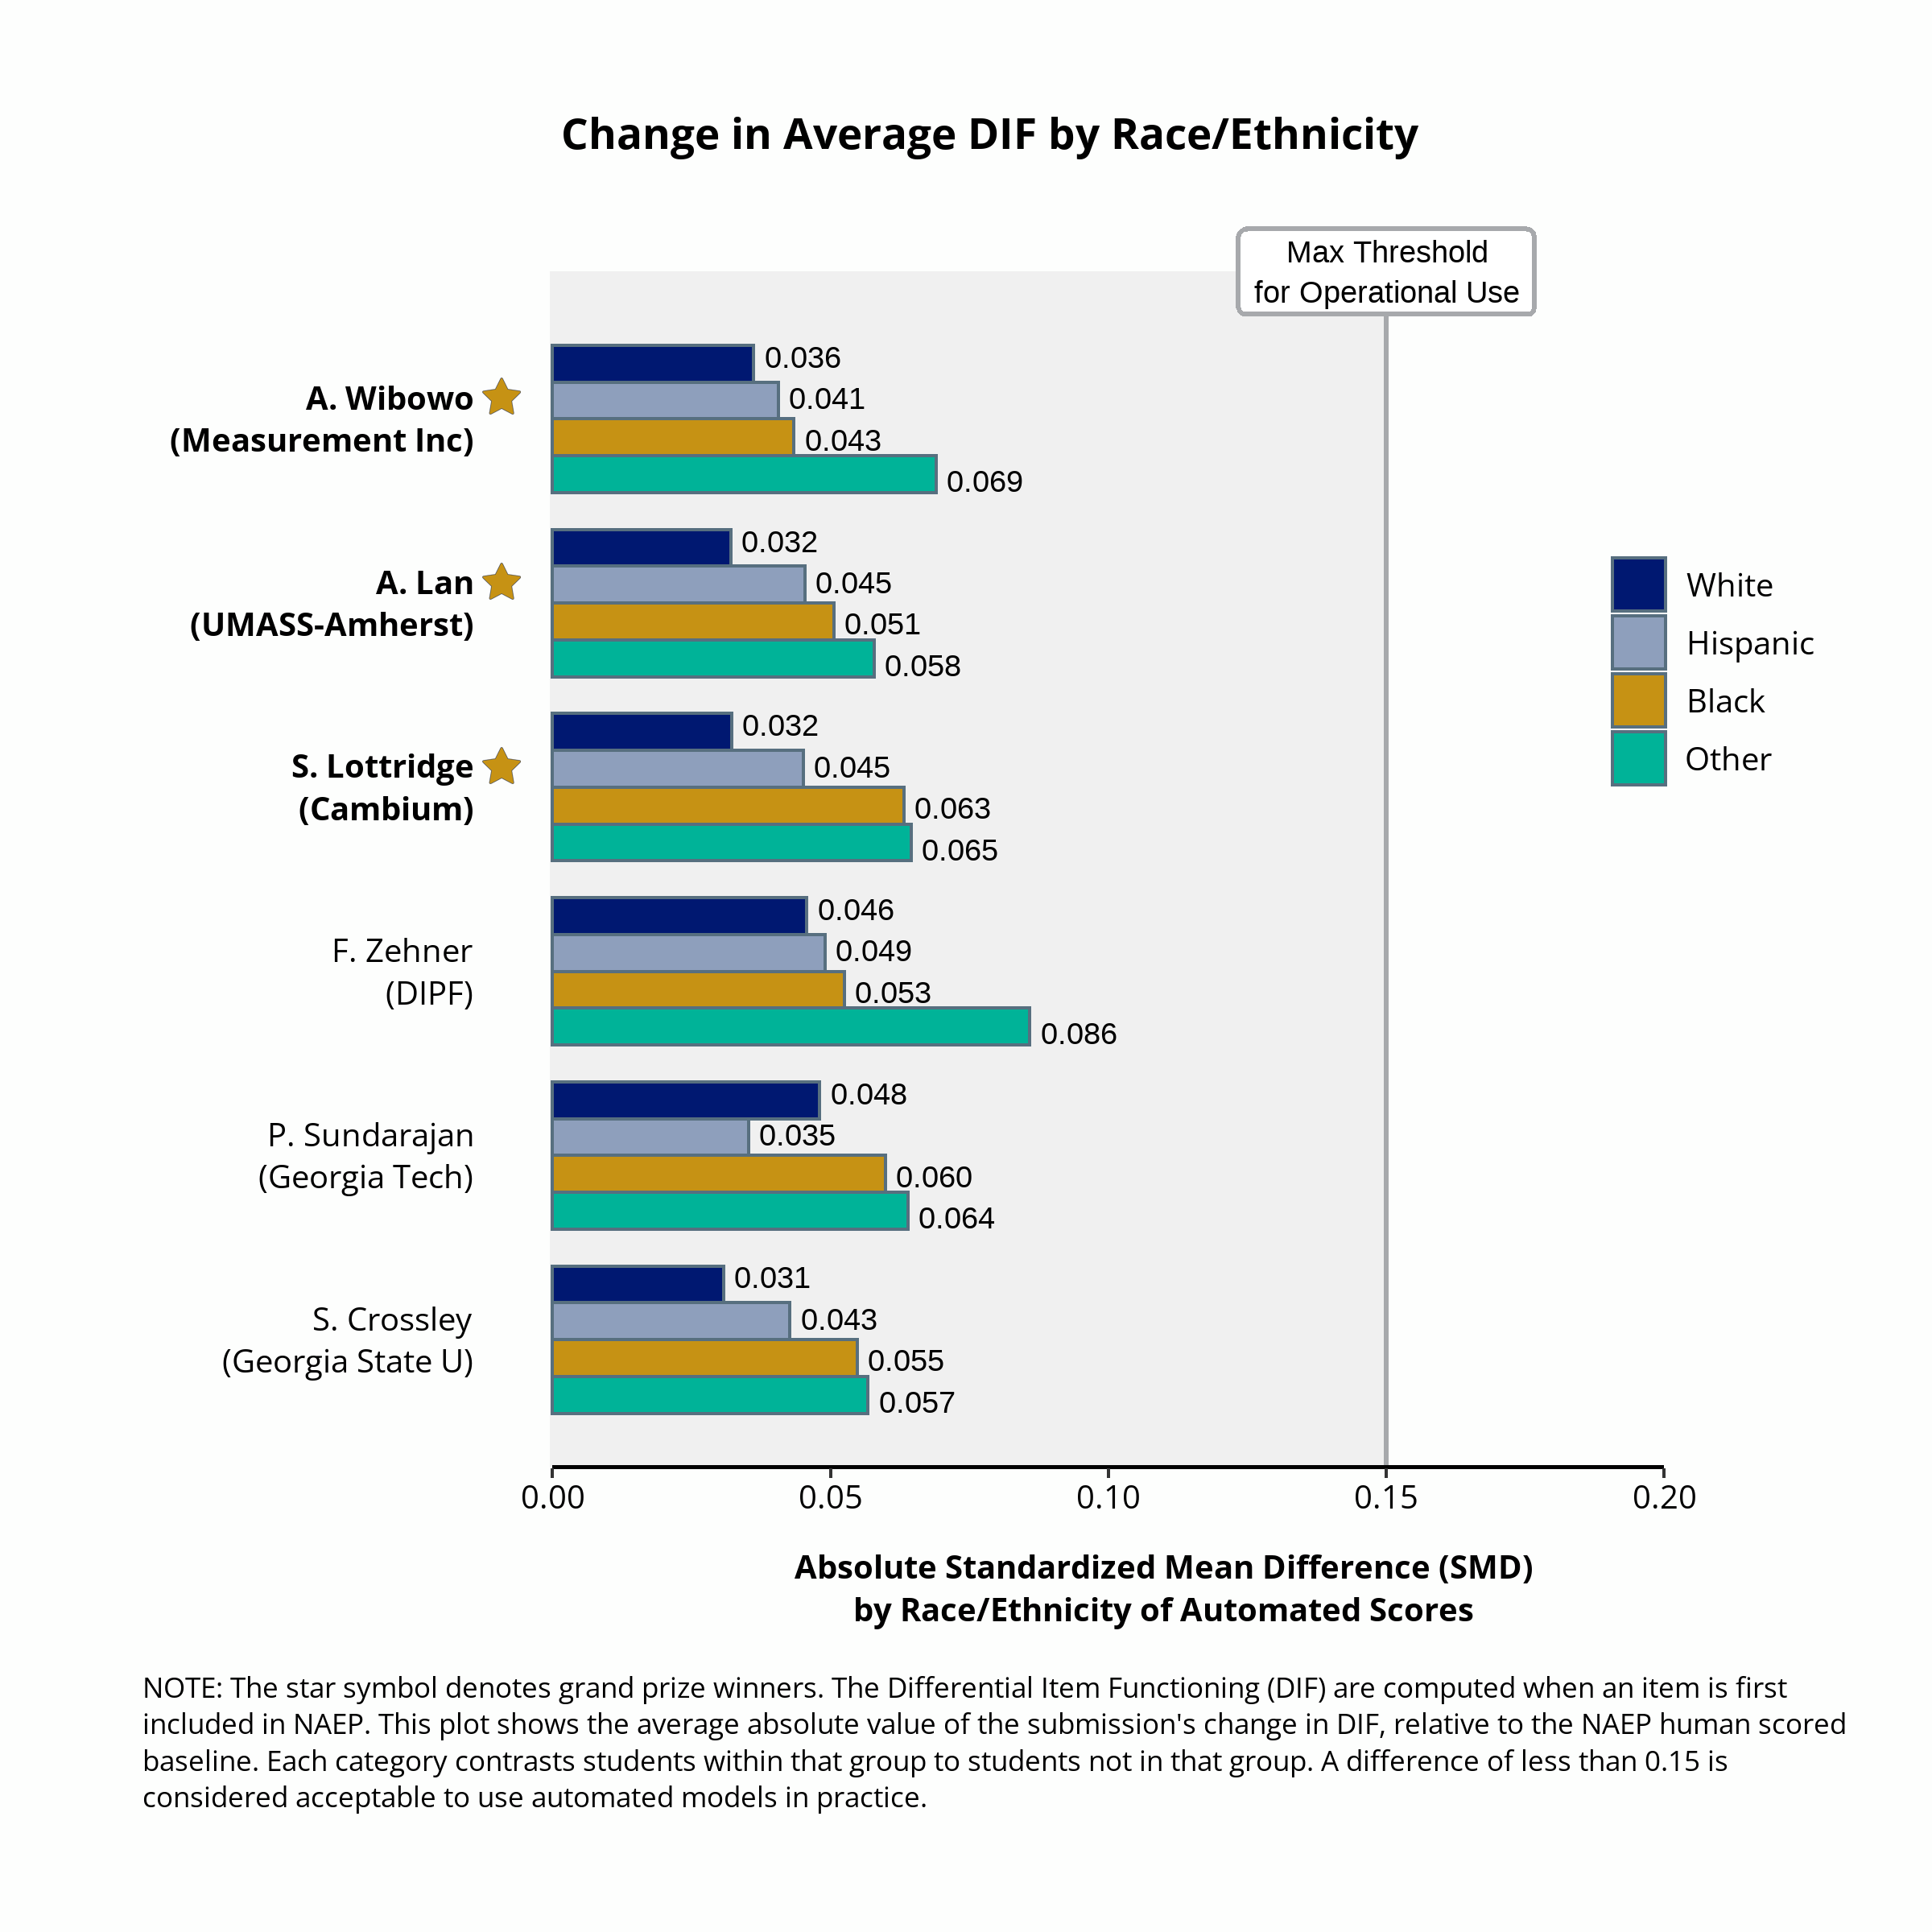 Change in Average DIF by Race/Ethnicity
Max Threshold
for Operational Use
A. Wibowo
(Measurement Inc)
0.036
0.041
0.043
0.069
A. Lan
(UMASS-Amherst)
0.032
0.045
0.051
0.058
S. Lottridge
(Cambium)
0.032
0.045
0.063
0.065
F. Zehner
(DIPF)
0.046
0.049
0.053
0.086
P. Sundarajan
(Georgia Tech)
0.048
0.035
0.060
0.064
S. Crossley
(Georgia State U)
0.031
0.043
0.055
0.057
White
Hispanic
Black
Other
0.00 0.05 0.10 0.15 0.20
Absolute Standardized Mean Difference (SMD)
by Race/Ethnicity of Automated Scores
NOTE: The star symbol denotes grand prize winners. The Differential Item Functioning (DIF) are computed when an item is first
included in NAEP. This plot shows the average absolute value of the submission's change in DIF, relative to the NAEP human scored
baseline. Each category contrasts students within that group to students not in that group. A difference of less than 0.15 is
considered acceptable to use automated models in practice.